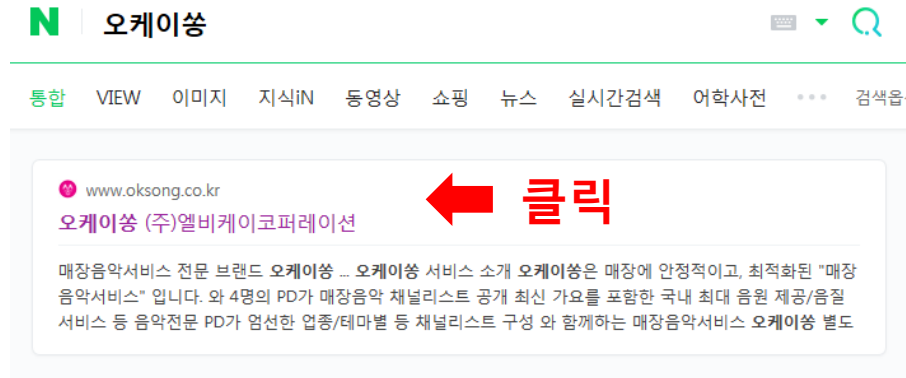 N 오케이쏭
통합 VIEW 이미지 지식iN 동영상 쇼핑 뉴스 실시간검색 어학사전 검색옵
www.oksong.co.kr
클릭
오케이쏭 (주)엘비케이코퍼레이션
매장음악서비스 전문 브랜드 오케이쏭 ... 오케이쏭 서비스 소개 오케이쏭은 매장에 안정적이고, 최적화된 "매장
음악서비스" 입니다. 와 4명의 PD가 매장음악 채널리스트 공개 최신 가요를 포함한 국내 최대 음원 제공/음질
서비스 등 음악전문 PD가 엄선한 업종/테마별 등 채널리스트 구성 와 함께하는 매장음악서비스 오케이쏭 별도